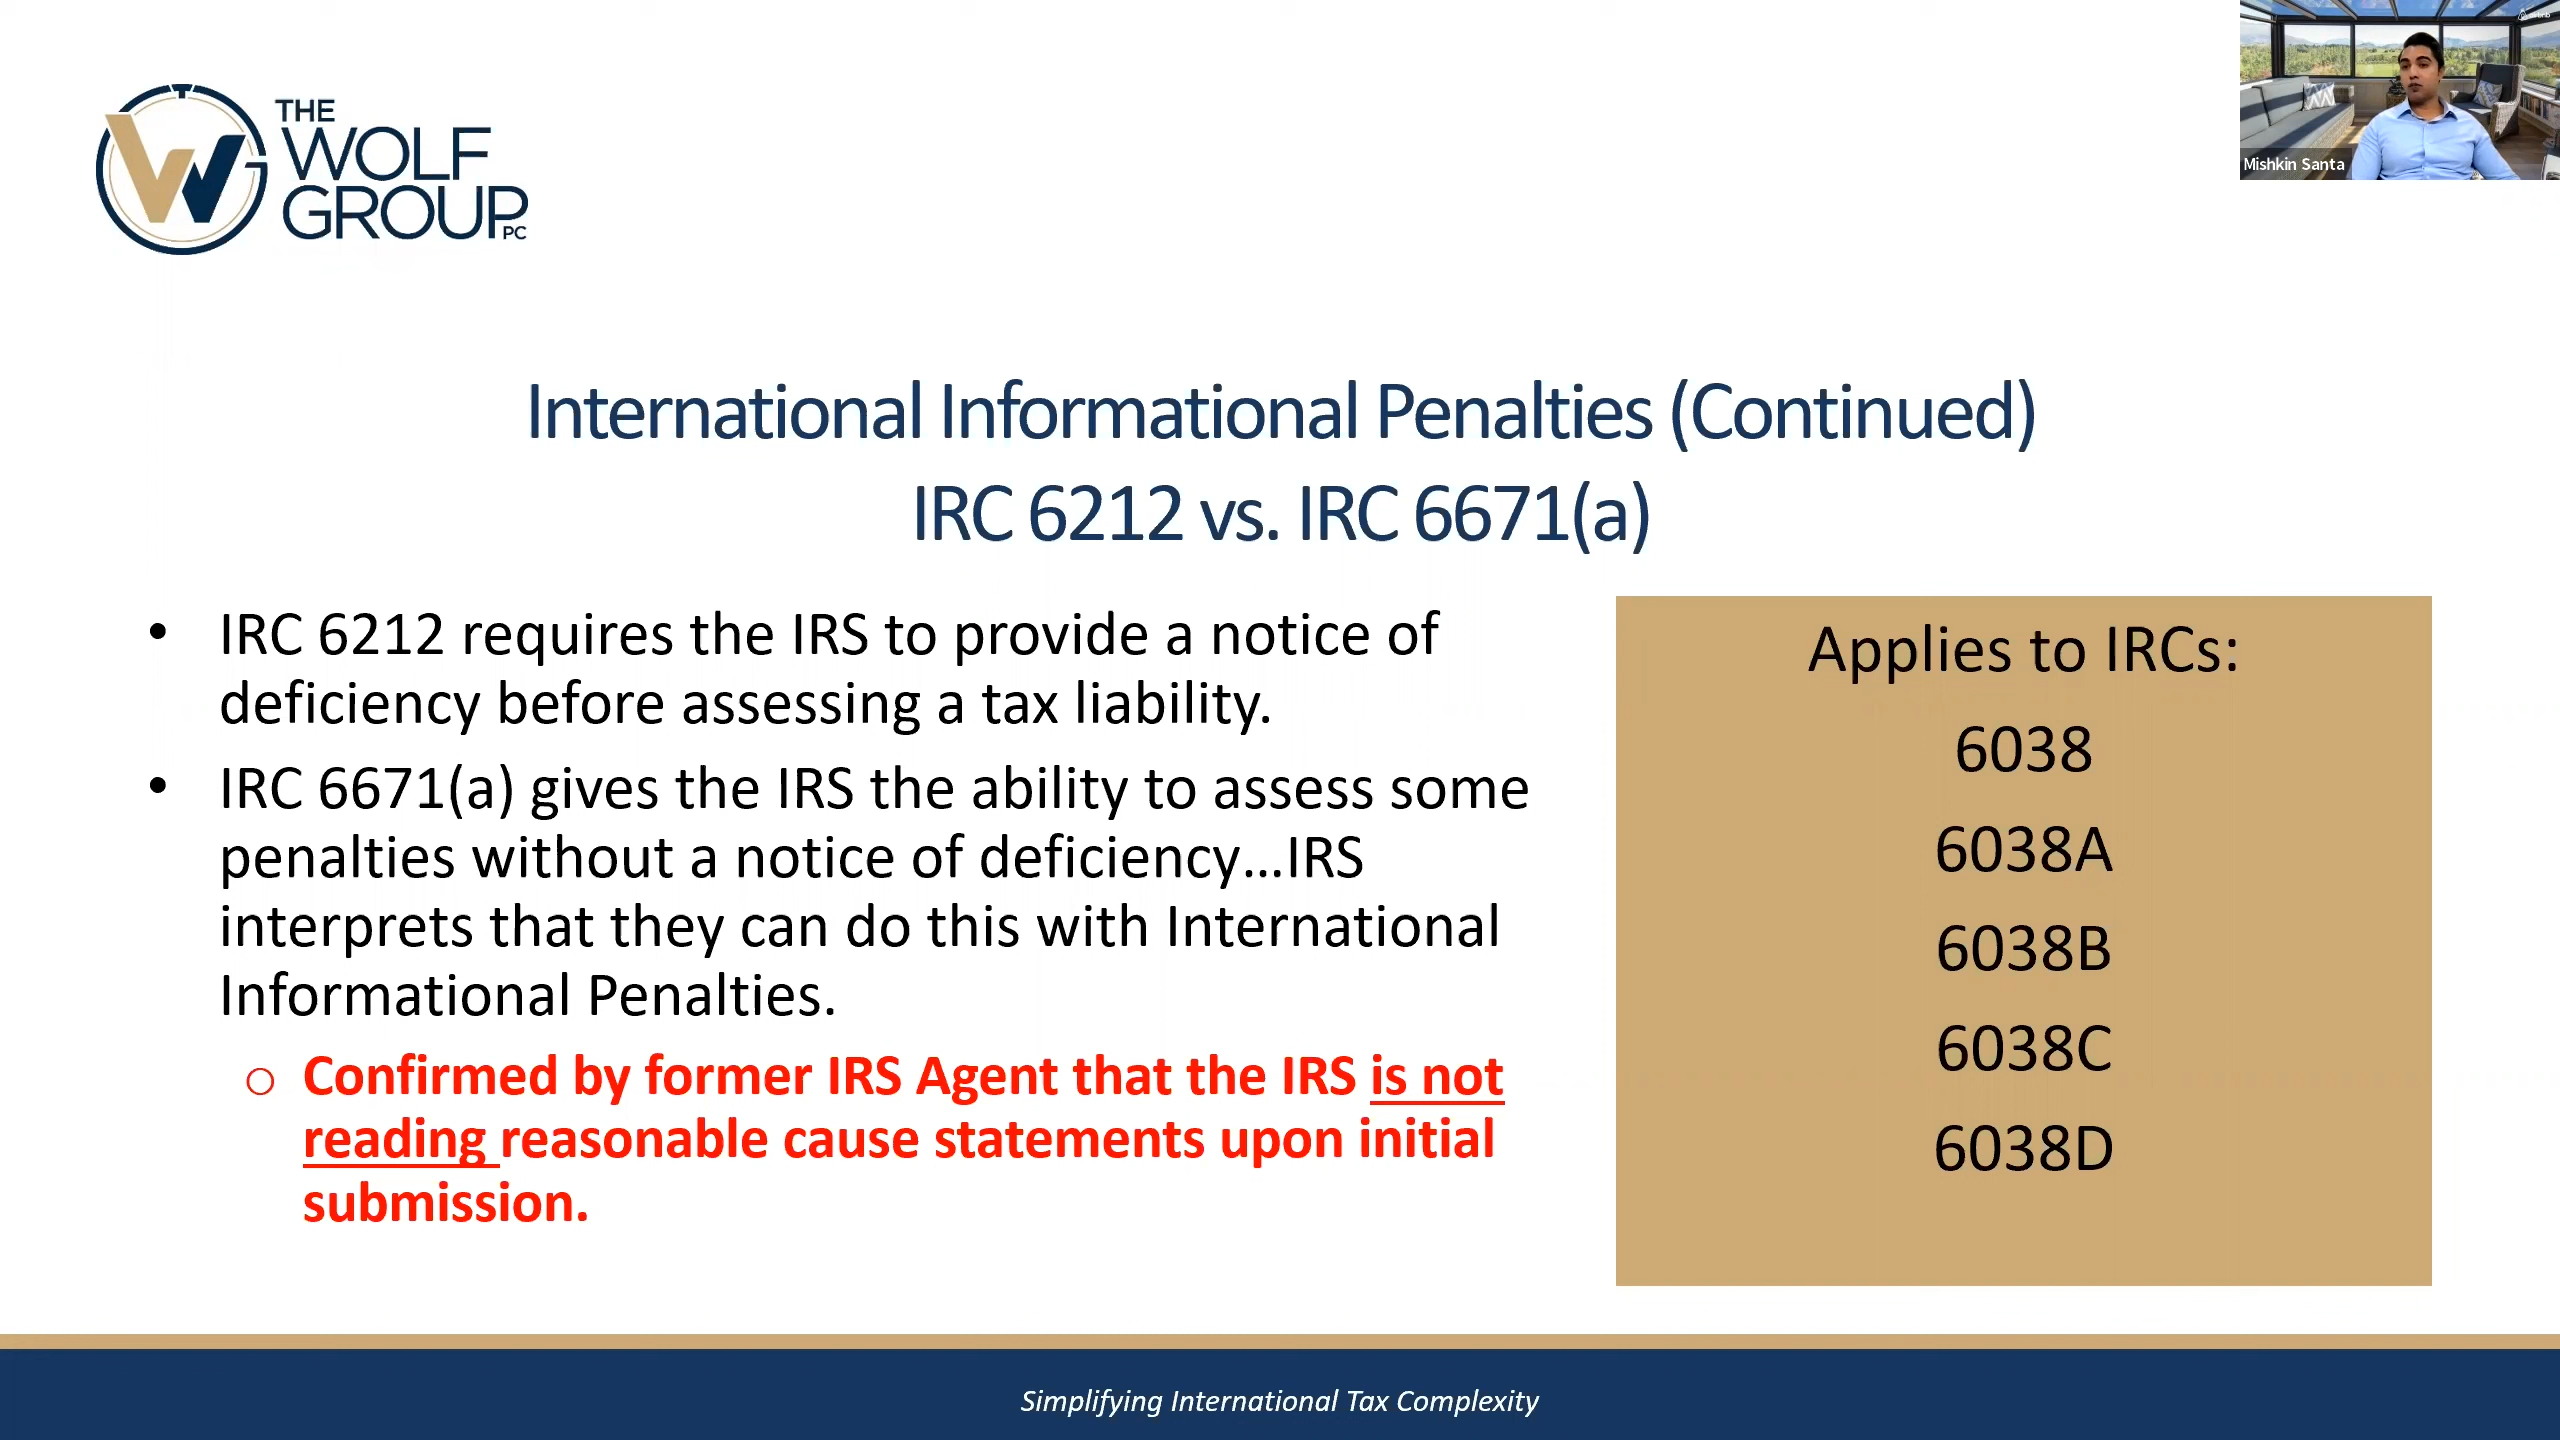 THE
WOLF
GROUP PC
Mishkin Santa
International Informational Penalties (Continued)
IRC 6212 vs. IRC 6671(a)
• IRC 6212 requires the IRS to provide a notice of
deficiency before assessing a tax liability.
• IRC 6671(a) gives the IRS the ability to assess some
penalties without a notice of deficiency…IRS
interprets that they can do this with International
Informational Penalties.
o Confirmed by former IRS Agent that the IRS is not
reading reasonable cause statements upon initial
submission.
Applies to IRCs:
6038
6038A
6038B
6038C
6038D
Simplifying International Tax Complexity